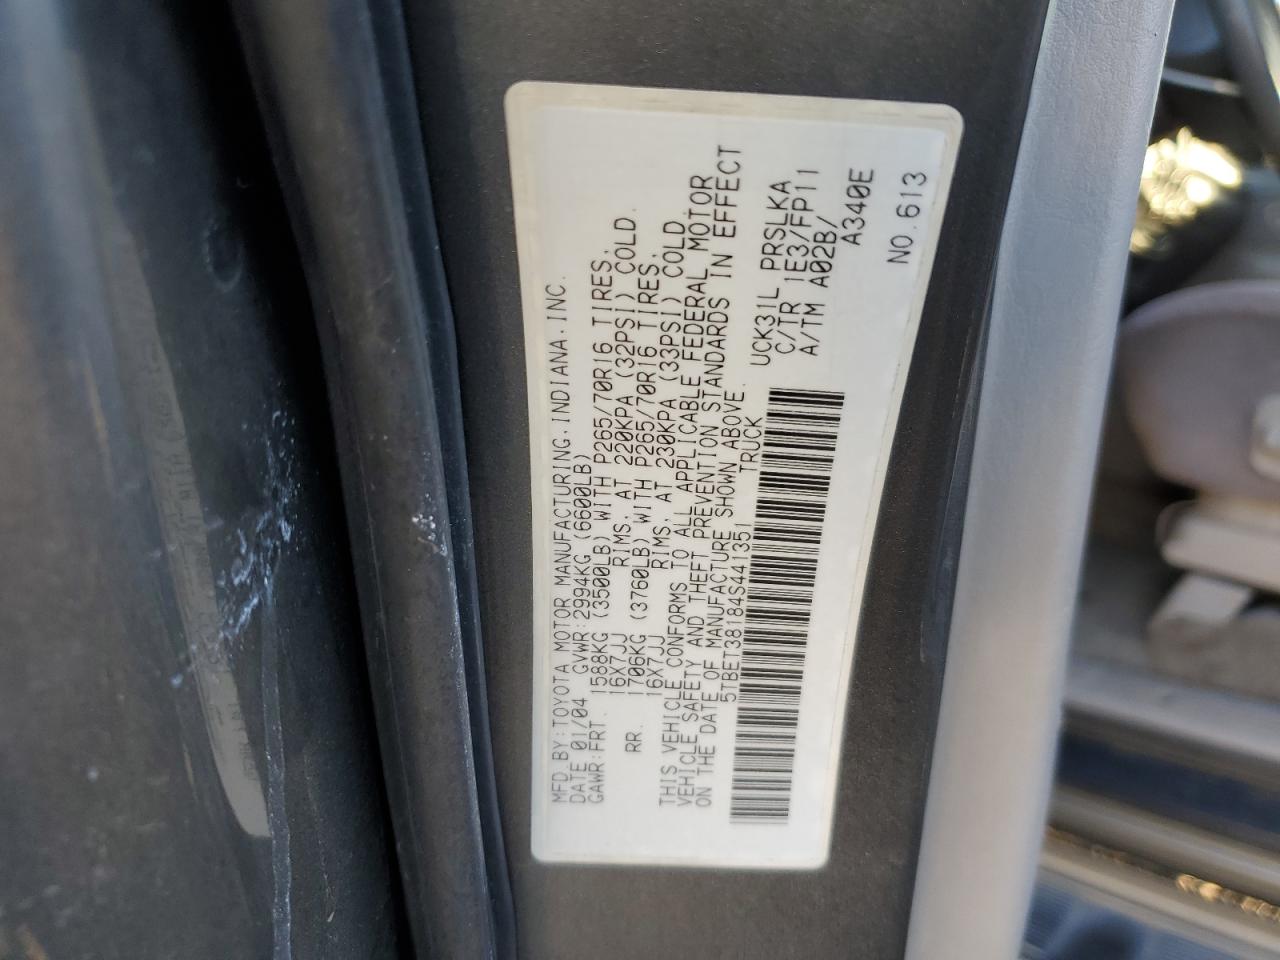 MFD BY:TOYOTA MOTOR MANUFACTURING.INDIANA.INC.
DATE 01/04 GVWR:2994KG (6600LB)
GAWR:FRT. 1588KG (3500LB) WITH P265/70R16 TIRES,
16X7JJ RIMS, AT 220KPA (32PSI) COLD.
RR. 1706KG (3760LB) WITH P265/70R16 TIRES,
16X7JJ RIMS, AT 230KPA (33PSI) COLD.
THIS VEHICLE CONFORMS TO ALL APPLICABLE FEDERAL MOTOR
VEHICLE SAFETY AND THEFT PREVENTION STANDARDS IN EFFECT
ON THE DATE OF MANUFACTURE SHOWN ABOVE.
5TBET38184S441351 TRUCK
UCK31L PRSLKA
C/TR 1E3/FP11
A/TM A02B/
A340E
NO.613